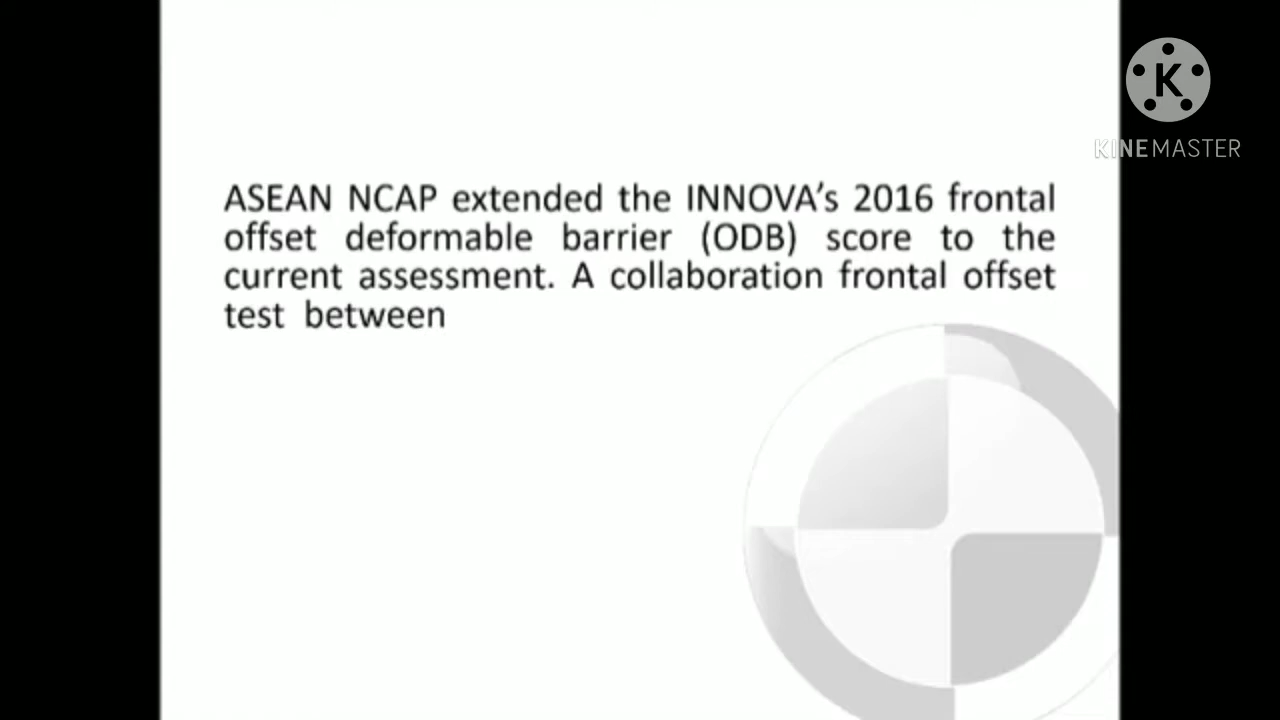 ASEAN NCAP extended the INNOVA's 2016 frontal
offset deformable barrier (ODB) score to the
current assessment. A collaboration frontal offset
test between
K
KINEMASTER